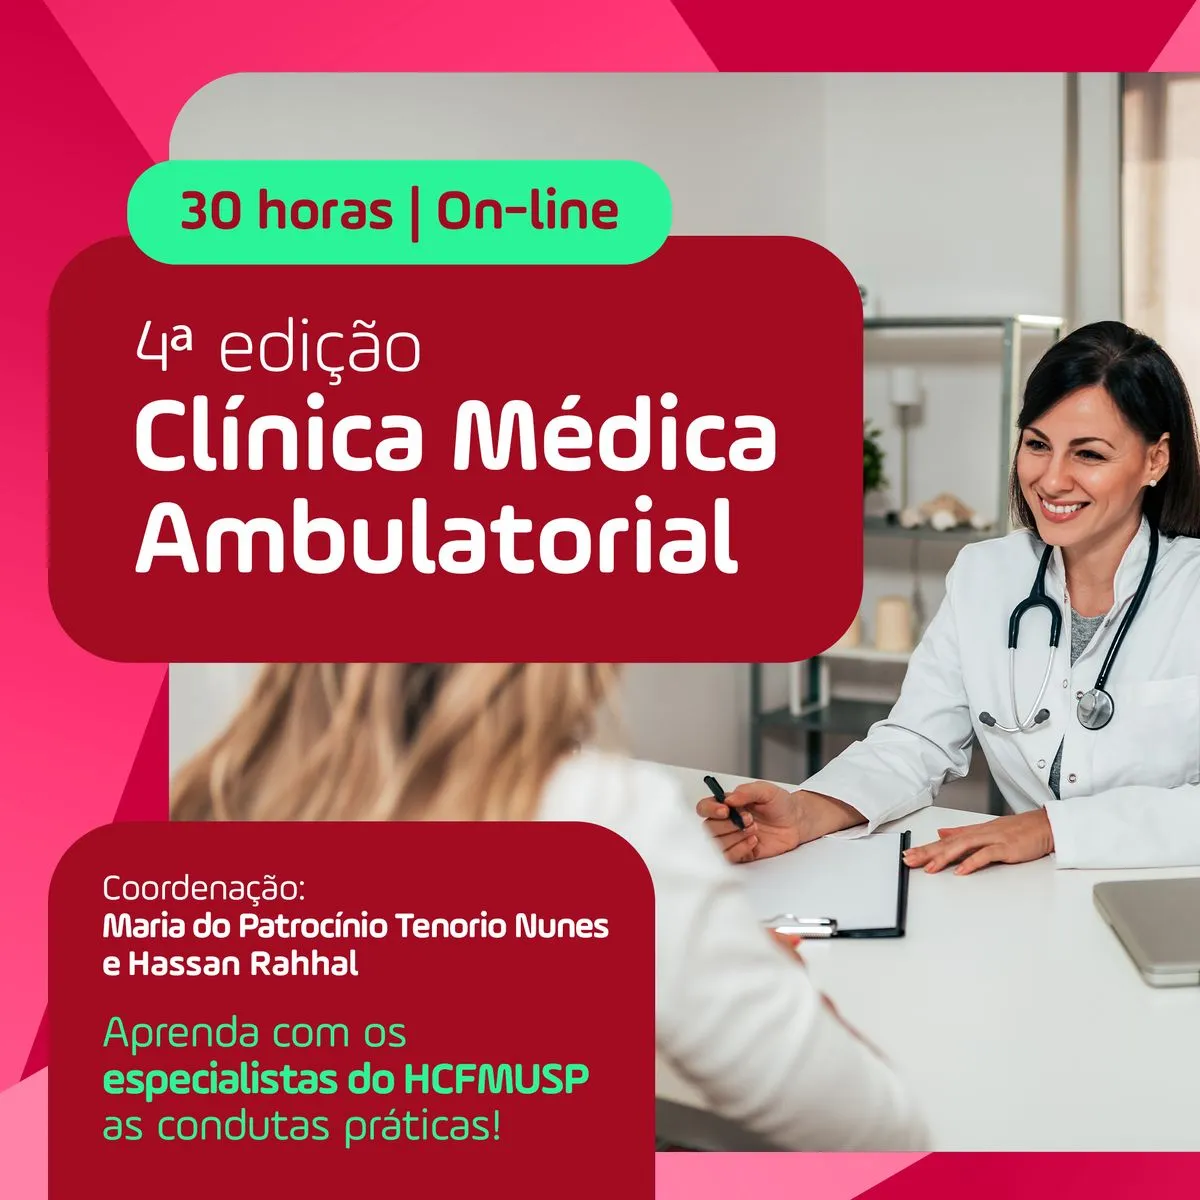 30 horas | On-line
4ª edição
Clínica Médica
Ambulatorial
Coordenação:
Maria do Patrocínio Tenorio Nunes
e Hassan Rahhal
Aprenda com os
especialistas do HCFMUSP
as condutas práticas!